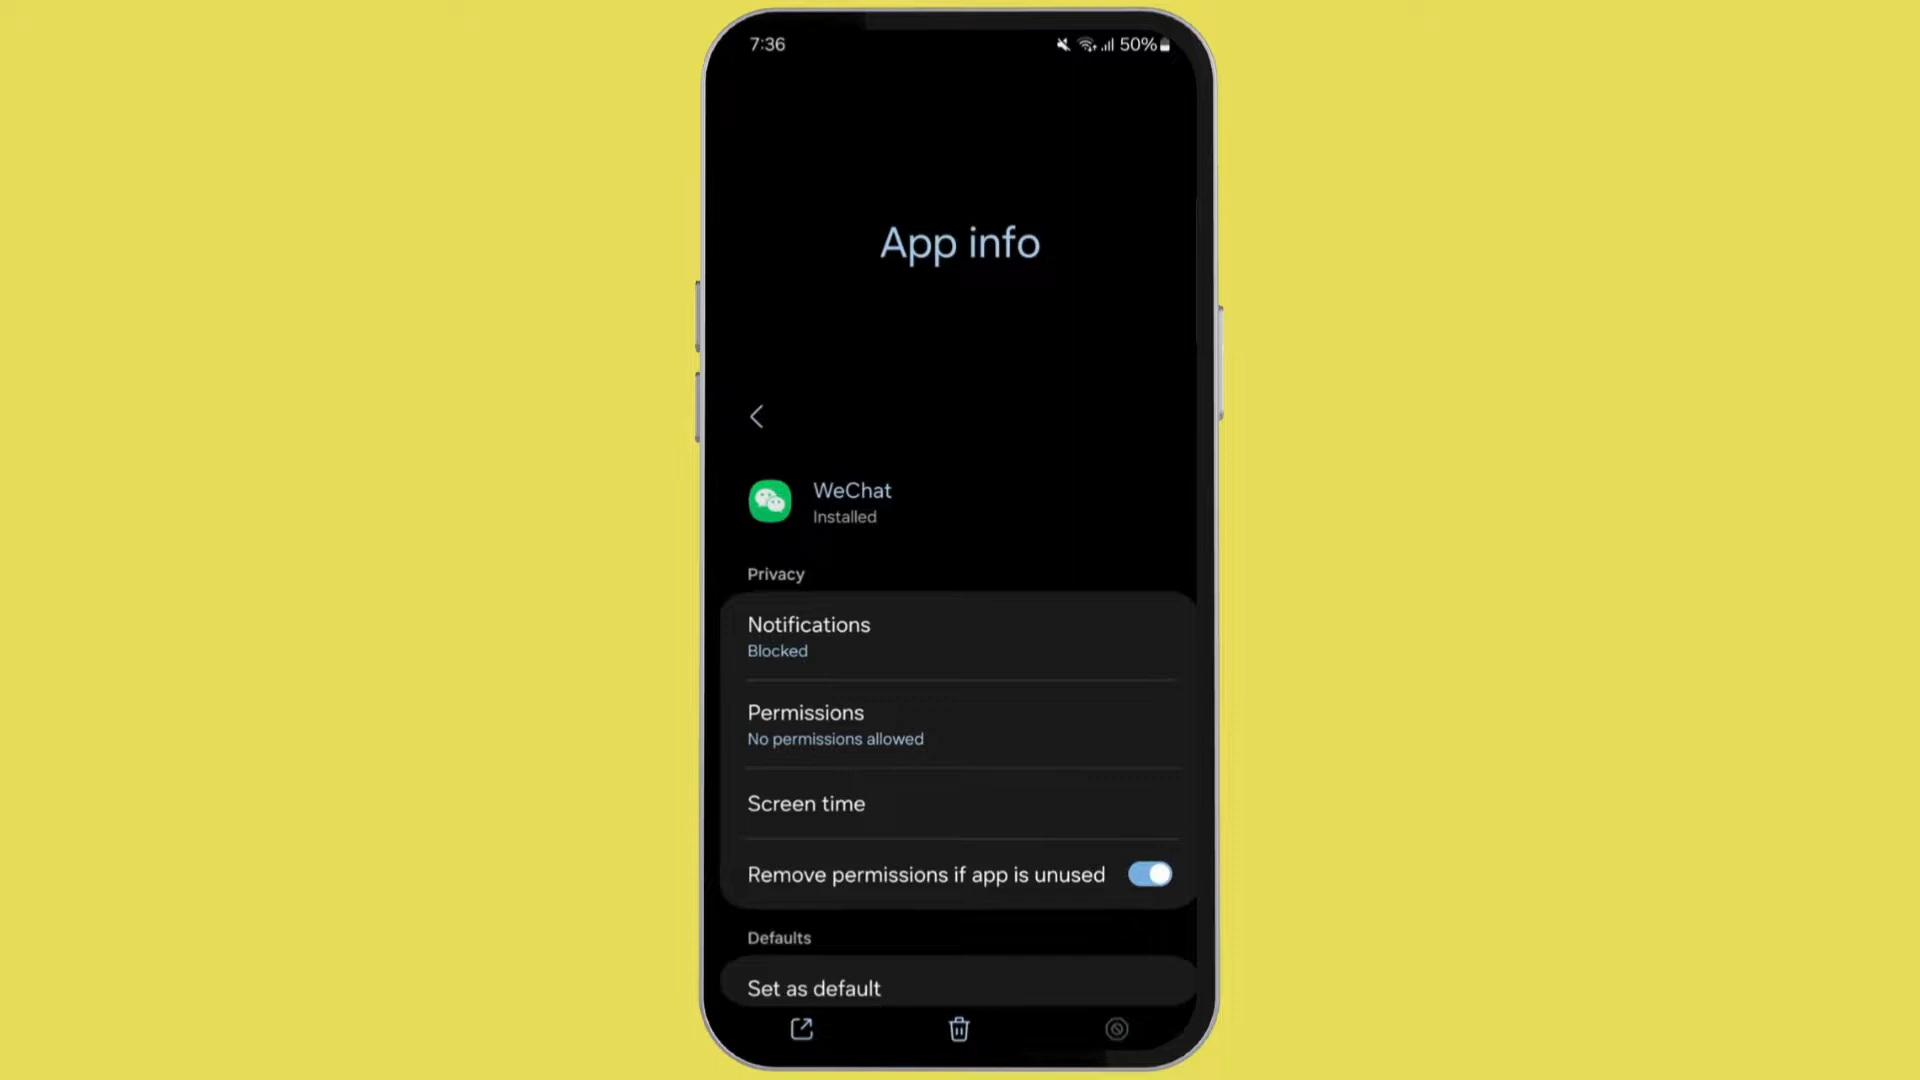 7:36
50%
App info
WeChat
Installed
Privacy
Notifications
Blocked
Permissions
No permissions allowed
Screen time
Remove permissions if app is unused
Defaults
Set as default